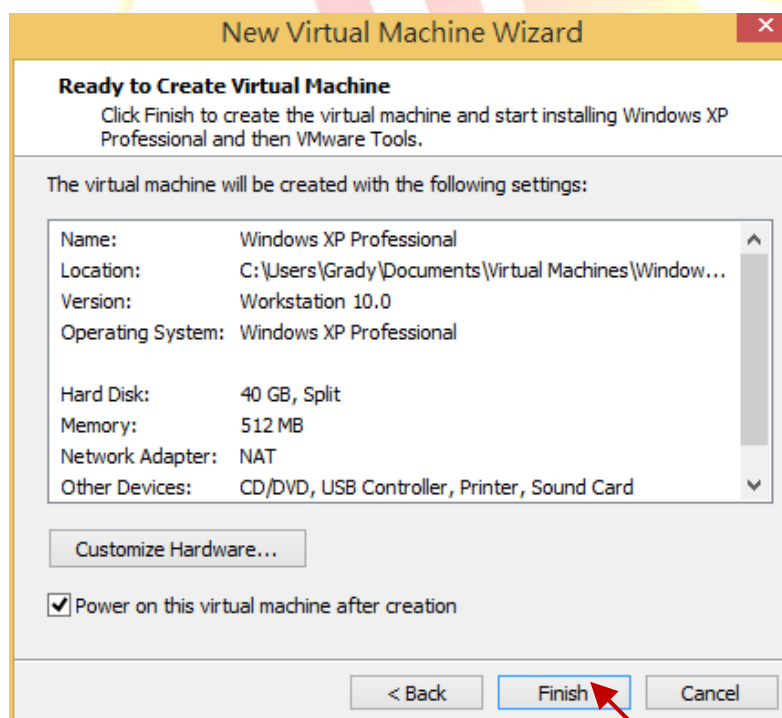 New Virtual Machine Wizard
Ready to Create Virtual Machine
Click Finish to create the virtual machine and start installing Windows XP
Professional and then VMware Tools.
The virtual machine will be created with the following settings:
Name: Windows XP Professional
Location: C:\Users\Grady\Documents\Virtual Machines\Window...
Version: Workstation 10.0
Operating System: Windows XP Professional
Hard Disk: 40 GB, Split
Memory: 512 MB
Network Adapter: NAT
Other Devices: CD/DVD, USB Controller, Printer, Sound Card
Customize Hardware...
Power on this virtual machine after creation
< Back Finish Cancel